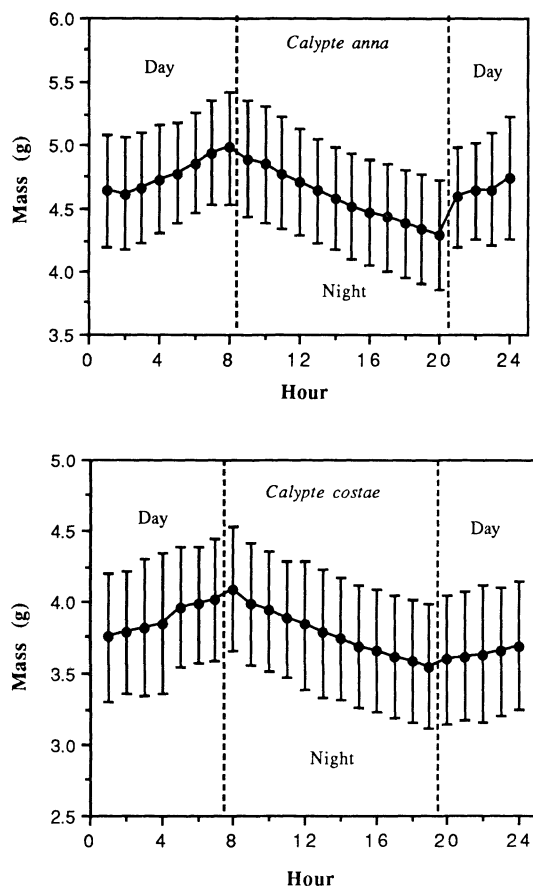 6.0
Calypte anna
Day
Day
5.5
5.0
Mass (g)
4.5
4.0
Night
3.5
0 4 8 12 16 20 24
Hour
5.0
Calypte costae
Day
Day
4.5
4.0
Mass (g)
3.5
3.0
Night
2.5
0 4 8 12 16 20 24
Hour